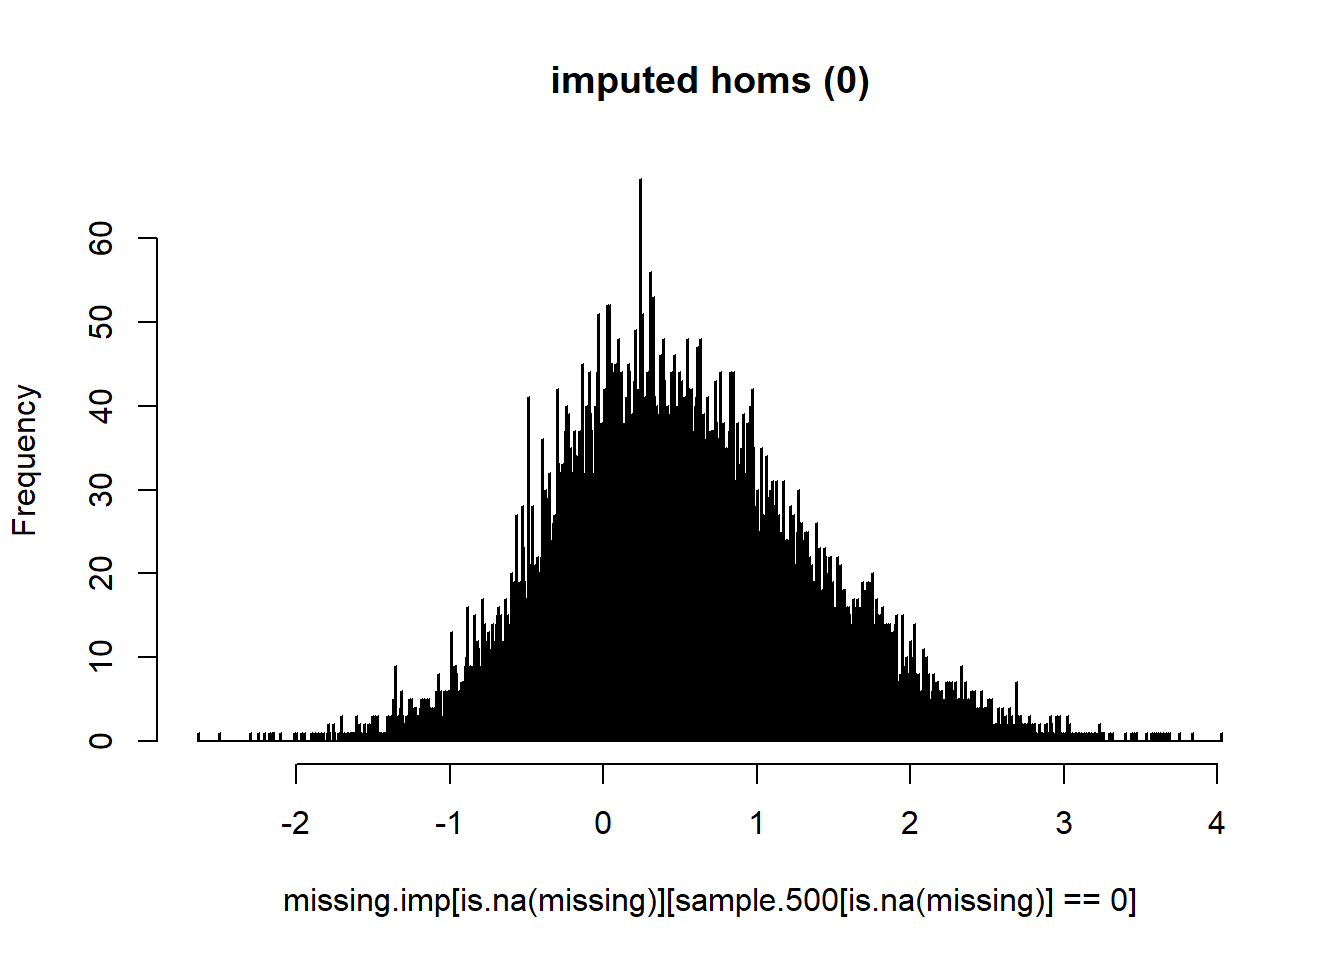 imputed homs (0)
Frequency
60
50
40
30
20
10
0
-2 -1 0 1 2 3 4
missing.imp[is.na(missing)][sample.500[is.na(missing)] == 0]